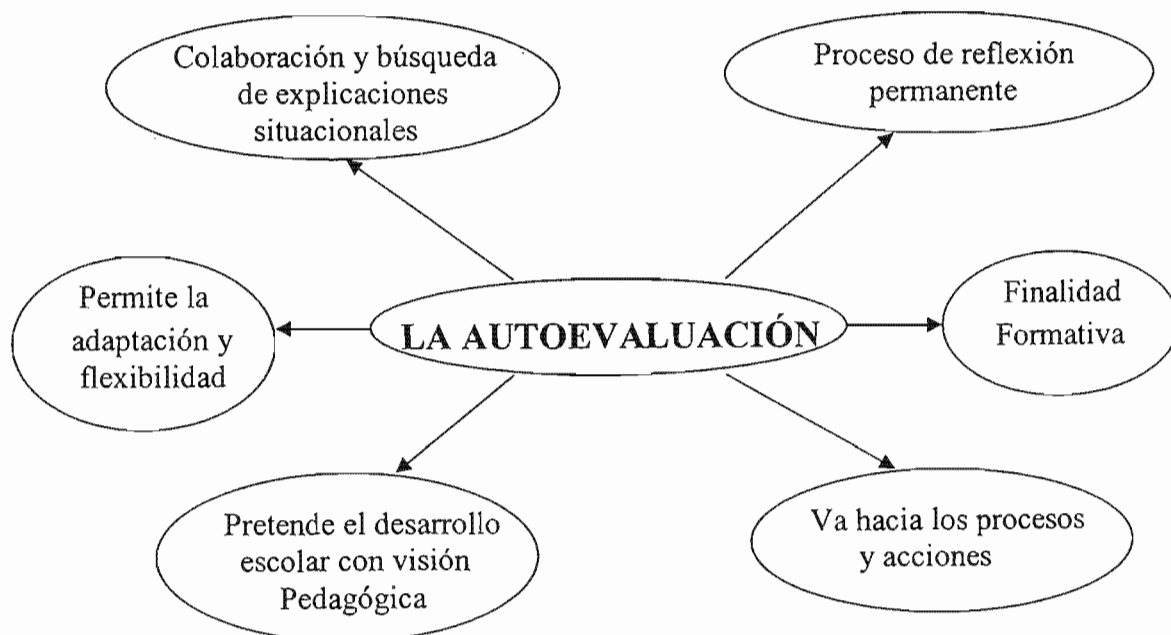 Colaboración y búsqueda
de explicaciones
situacionales
Proceso de reflexión
permanente
Permite la
adaptación y
flexibilidad
LA AUTOEVALUACIÓN
Finalidad
Formativa
Pretende el desarrollo
escolar con visión
Pedagógica
Va hacia los procesos
y acciones